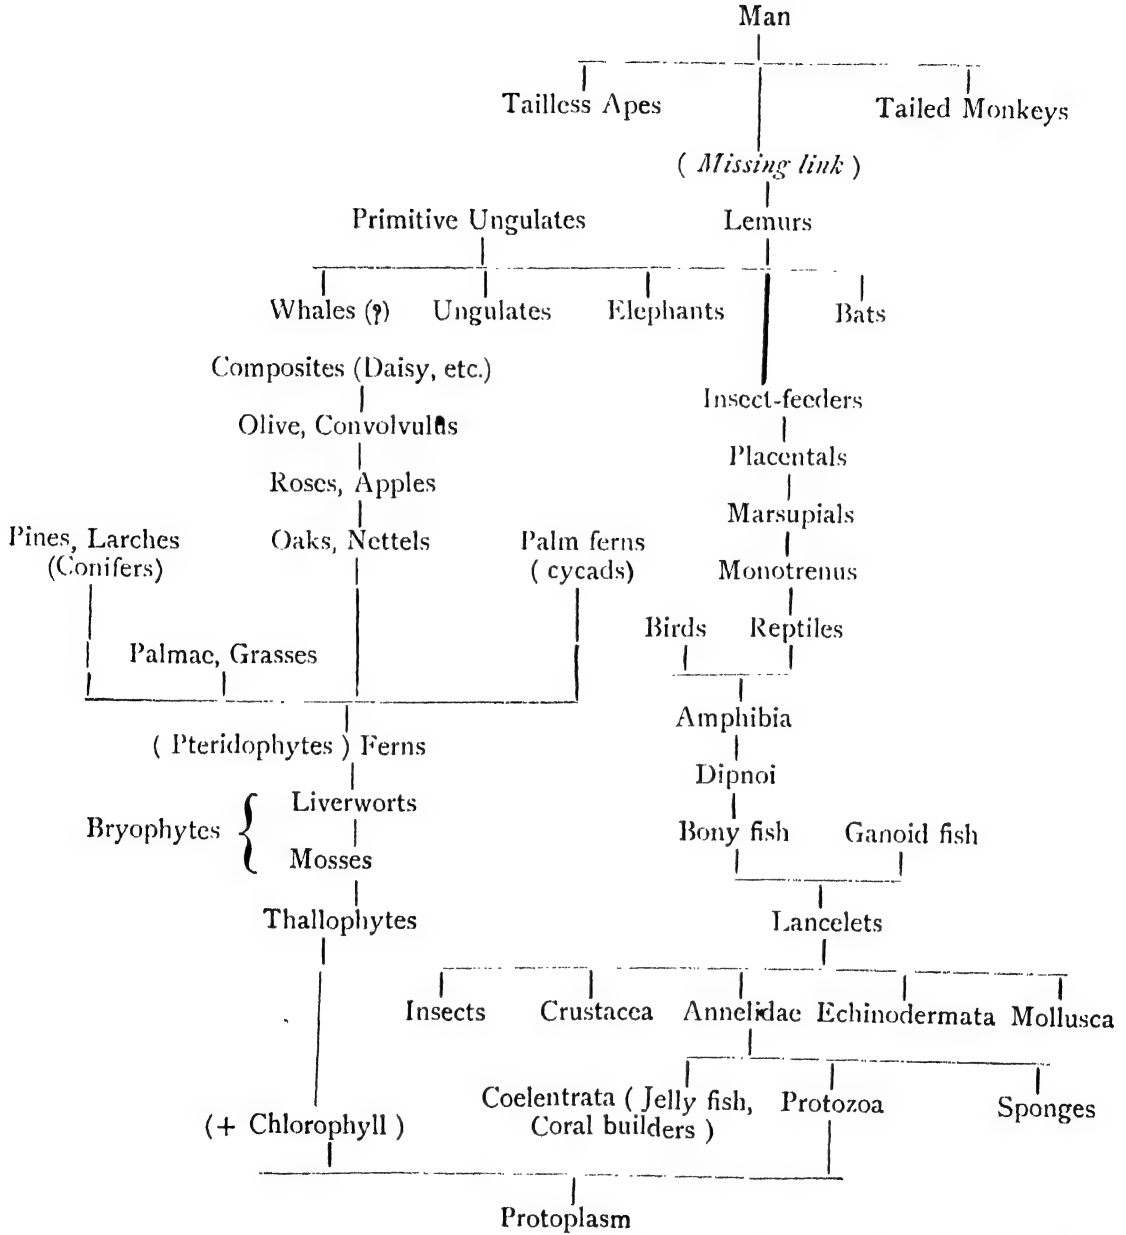 Man
Tailless Apes
Tailed Monkeys
( Missing link )
Primitive Ungulates
Lemurs
Whales (?)
Ungulates
Elephants
Bats
Composites (Daisy, etc.)
Insect-feeders
Olive, Convolvulus
Placentals
Roses, Apples
Marsupials
Pines, Larches
(Conifers)
Oaks, Nettels
Palm ferns
( cycads)
Monotrenus
Birds
Reptiles
Palmae, Grasses
Amphibia
( Pteridophytes ) Ferns
Dipnoi
Liverworts
Bryophytes {
Mosses
Bony fish
Ganoid fish
Thallophytes
Lancelets
Insects
Crustacea
Annelidae
Echinodermata
Mollusca
Coelentrata ( Jelly fish,
Coral builders )
Protozoa
Sponges
(+ Chlorophyll )
Protoplasm